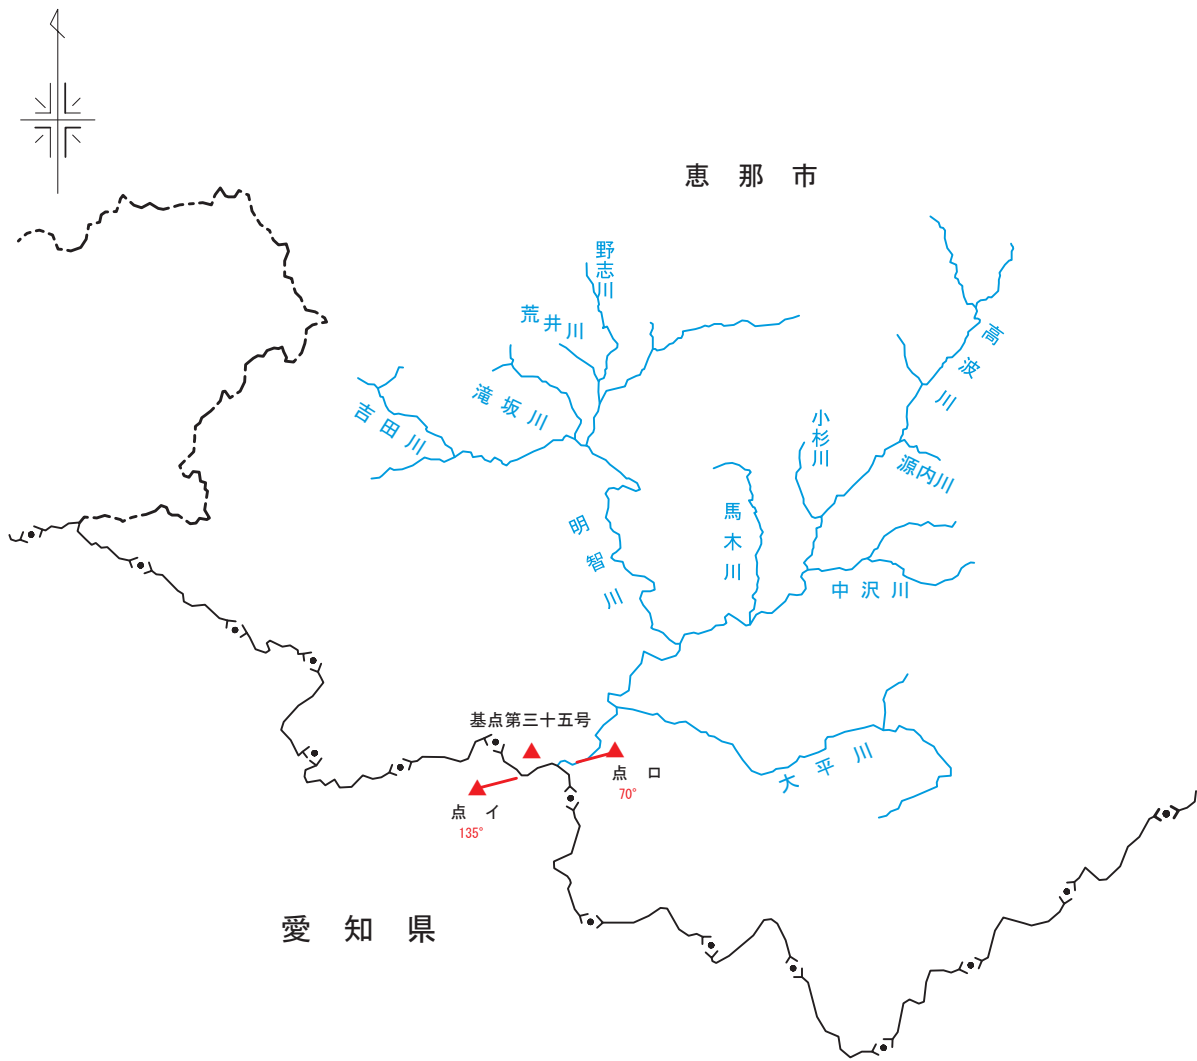 恵那市
野志川
荒井川
高波川
滝坂川
吉田川
小杉川
源内川
馬木川
明智川
中沢川
基点第三十五号
大平川
点ロ
70°
点イ
135°
愛知県